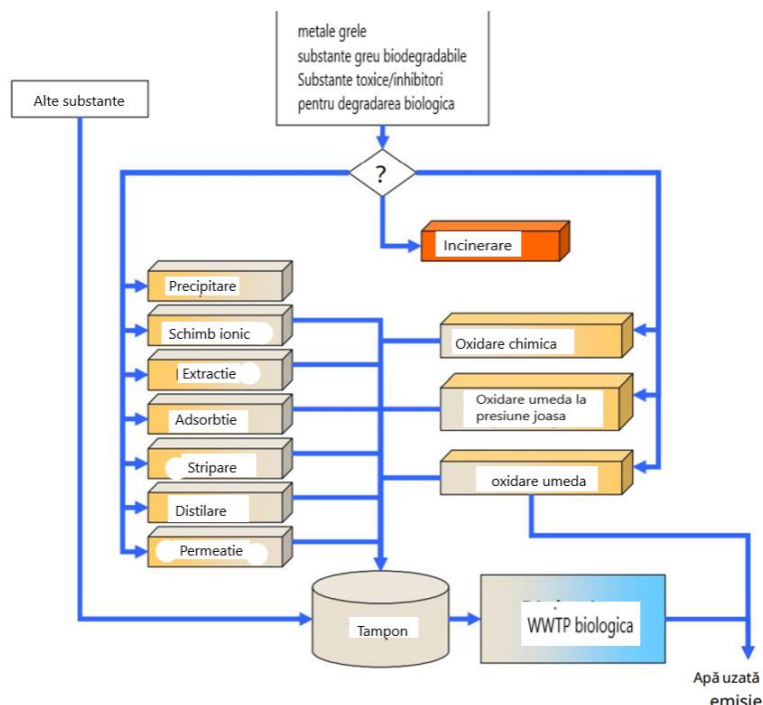 metale grele
substante greu biodegradabile
Substante toxice/inhibitori
pentru degradarea biologica
Alte substante
?
Incinerare
Precipitare
Schimb ionic
Extractie
Adsorbtie
Stripare
Distilare
Permeatie
Oxidare chimica
Oxidare umeda la
presiune joasa
oxidare umeda
Tampon
WWTP biologica
Apă uzată
emisie